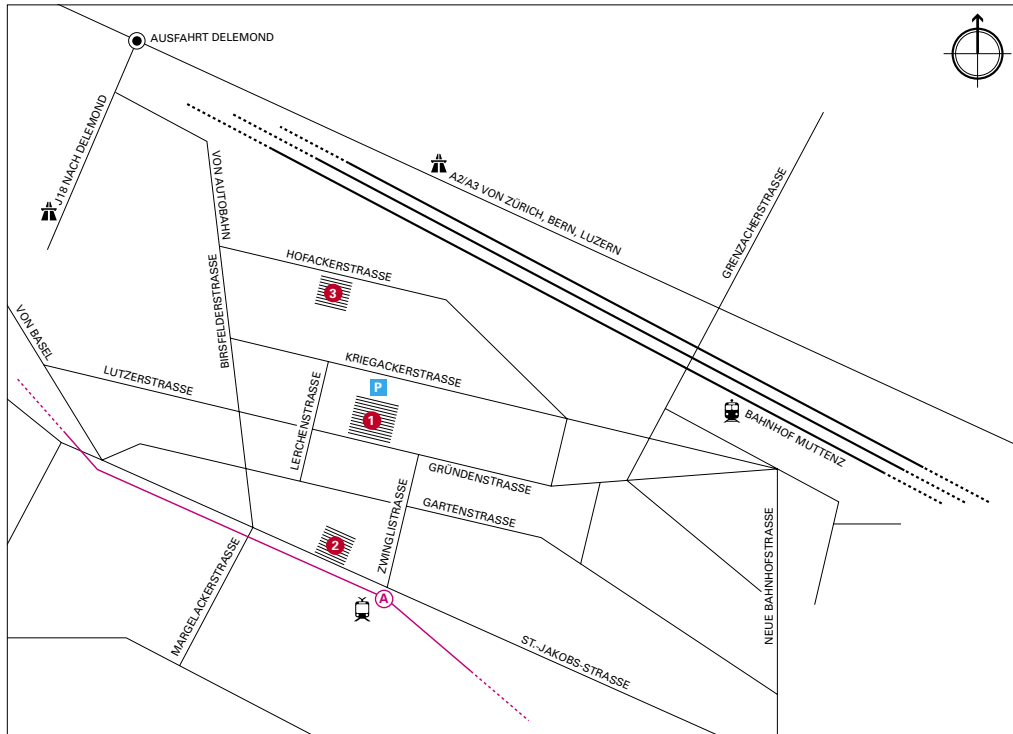 AUSFAHRT DELEMOND
J18 NACH DELEMOND
VON AUTOBAHN
A2/A3 VON ZÜRICH, BERN, LUZERN
GRENZACHERSTRASSE
HOFACKERSTRASSE
3
BIRSFELDERSTRASSE
VON BASEL
LUTZERSTRASSE
KRIEGACKERSTRASSE
P
LERCHENSTRASSE
1
BAHNHOF MUTTENZ
GRÜNDENSTRASSE
GARTENSTRASSE
ZWINGLISTRASSE
2
MARGELACKERSTRASSE
A
NEUE BAHNHOFSTRASSE
ST.-JAKOBS-STRASSE